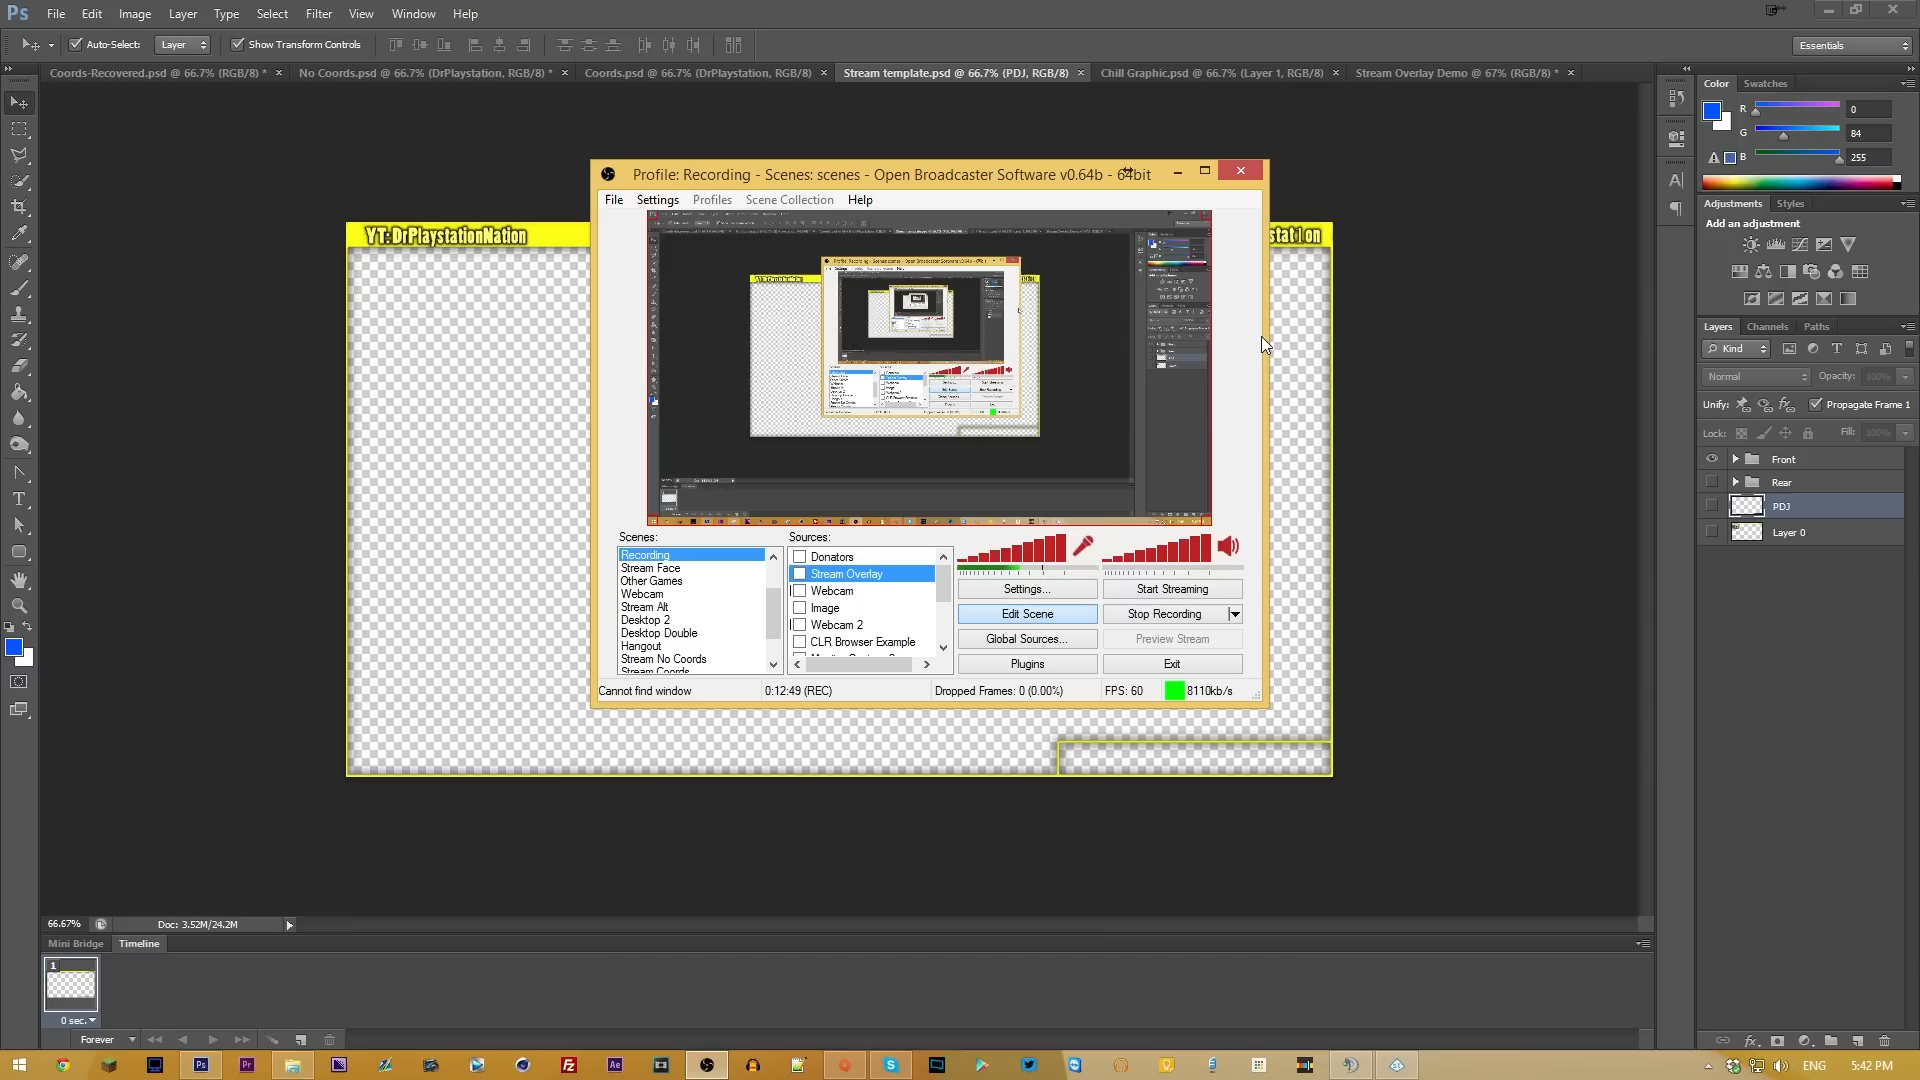 Ps File Edit Image Layer Type Select Filter View Window Help
Auto-Select: Layer Show Transform Controls Essentials
Coords-Recovered.psd @ 66.7% (RGB/8) * No Coords.psd @ 66.7% (DrPlaystation, RGB/8) * Coords.psd @ 66.7% (DrPlaystation, RGB/8) Stream template.psd @ 66.7% (PDJ, RGB/8) Chill Graphic.psd @ 66.7% (Layer 1, RGB/8) Stream Overlay Demo @ 67% (RGB/8) *
Color Swatches
R 0
G 84
B 255
Adjustments Styles
Add an adjustment
Layers Channels Paths
Kind
Normal Opacity: 100%
Unify: Propagate Frame 1
Lock: Fill: 100%
Front
Rear
PDJ
Layer 0
YT:DrPlaystationNation
stat1on
Profile: Recording - Scenes: scenes - Open Broadcaster Software v0.64b - 64bit
File Settings Profiles Scene Collection Help
Scenes:
Recording
Stream Face
Other Games
Webcam
Stream Alt
Desktop 2
Desktop Double
Hangout
Stream No Coords
Stream Coords
Sources:
Donators
Stream Overlay
Webcam
Image
Webcam 2
CLR Browser Example
Settings... Start Streaming
Edit Scene Stop Recording
Global Sources... Preview Stream
Plugins Exit
Cannot find window 0:12:49 (REC) Dropped Frames: 0 (0.00%) FPS: 60 8110kb/s
66.67% Doc: 3.52M/24.2M
Mini Bridge Timeline
1
0 sec.
Forever
Ps Pr Fz Ae ENG 5:42 PM